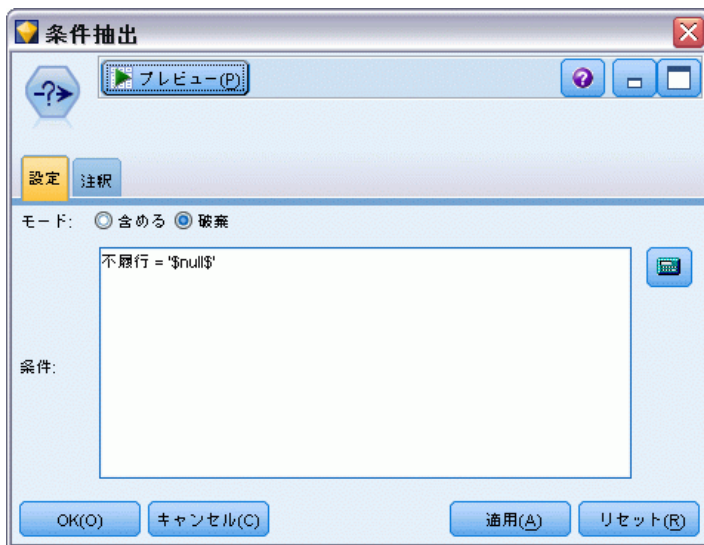 条件抽出
-?➤
プレビュー(P)
設定
注釈
モード: 含める 破棄
不履行 = '$null$'
条件:
OK(O) キャンセル(C) 適用(A) リセット(R)